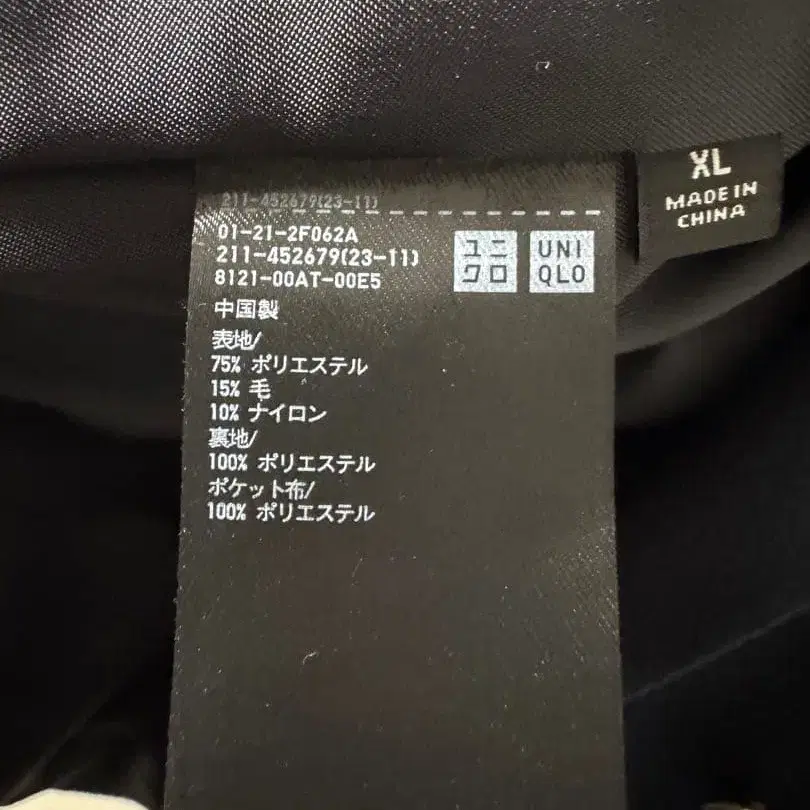 XL
MADE IN
CHINA
211-452679(23-11)
01-21-2F062A
211-452679(23-11)
8121-00AT-00E5
ユニ
クロ
UNI
QLO
中国製
表地/
75% ポリエステル
15% 毛
10% ナイロン
裏地/
100% ポリエステル
ポケット布/
100% ポリエステル